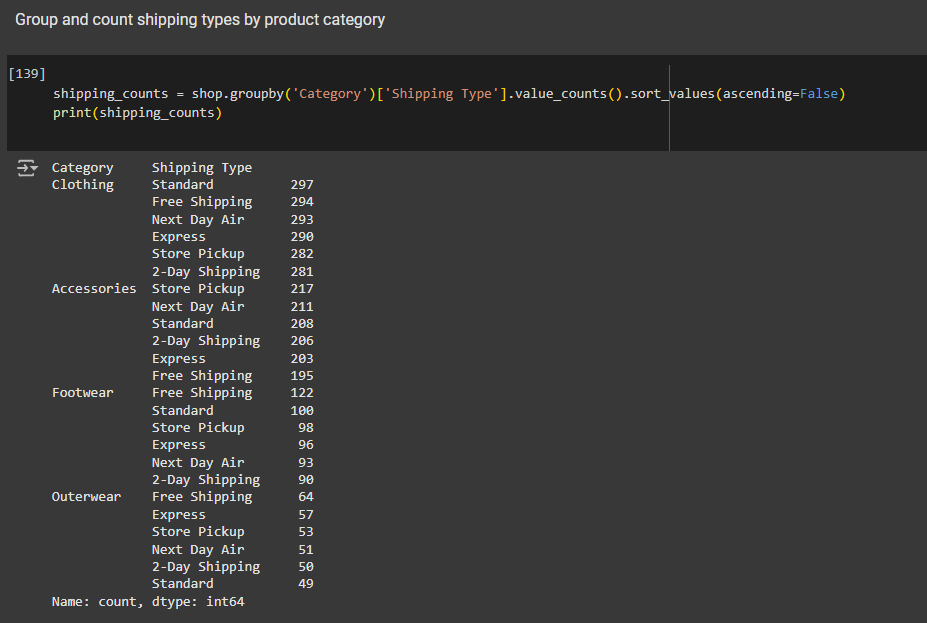 Group and count shipping types by product category
[139]
shipping_counts = shop.groupby('Category')['Shipping Type'].value_counts().sort_values(ascending=False)
print(shipping_counts)
Category     Shipping Type
Clothing     Standard          297
             Free Shipping     294
             Next Day Air      293
             Express           290
             Store Pickup      282
             2-Day Shipping    281
Accessories  Store Pickup      217
             Next Day Air      211
             Standard          208
             2-Day Shipping    206
             Express           203
             Free Shipping     195
Footwear     Free Shipping     122
             Standard          100
             Store Pickup       98
             Express            96
             Next Day Air       93
             2-Day Shipping     90
Outerwear    Free Shipping      64
             Express            57
             Store Pickup       53
             Next Day Air       51
             2-Day Shipping     50
             Standard           49
Name: count, dtype: int64